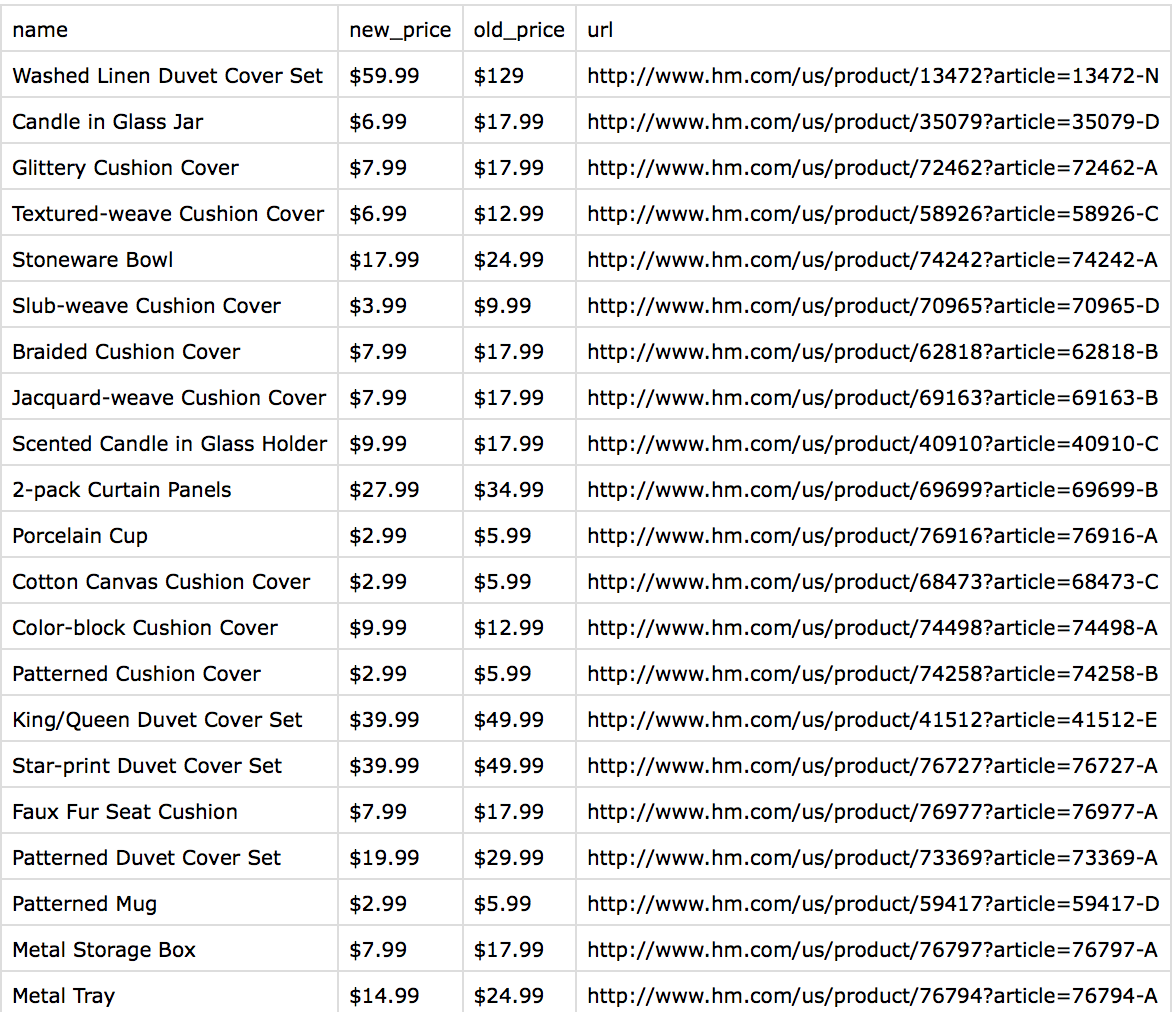 name new_price old_price url
Washed Linen Duvet Cover Set $59.99 $129 http://www.hm.com/us/product/13472?article=13472-N
Candle in Glass Jar $6.99 $17.99 http://www.hm.com/us/product/35079?article=35079-D
Glittery Cushion Cover $7.99 $17.99 http://www.hm.com/us/product/72462?article=72462-A
Textured-weave Cushion Cover $6.99 $12.99 http://www.hm.com/us/product/58926?article=58926-C
Stoneware Bowl $17.99 $24.99 http://www.hm.com/us/product/74242?article=74242-A
Slub-weave Cushion Cover $3.99 $9.99 http://www.hm.com/us/product/70965?article=70965-D
Braided Cushion Cover $7.99 $17.99 http://www.hm.com/us/product/62818?article=62818-B
Jacquard-weave Cushion Cover $7.99 $17.99 http://www.hm.com/us/product/69163?article=69163-B
Scented Candle in Glass Holder $9.99 $17.99 http://www.hm.com/us/product/40910?article=40910-C
2-pack Curtain Panels $27.99 $34.99 http://www.hm.com/us/product/69699?article=69699-B
Porcelain Cup $2.99 $5.99 http://www.hm.com/us/product/76916?article=76916-A
Cotton Canvas Cushion Cover $2.99 $5.99 http://www.hm.com/us/product/68473?article=68473-C
Color-block Cushion Cover $9.99 $12.99 http://www.hm.com/us/product/74498?article=74498-A
Patterned Cushion Cover $2.99 $5.99 http://www.hm.com/us/product/74258?article=74258-B
King/Queen Duvet Cover Set $39.99 $49.99 http://www.hm.com/us/product/41512?article=41512-E
Star-print Duvet Cover Set $39.99 $49.99 http://www.hm.com/us/product/76727?article=76727-A
Faux Fur Seat Cushion $7.99 $17.99 http://www.hm.com/us/product/76977?article=76977-A
Patterned Duvet Cover Set $19.99 $29.99 http://www.hm.com/us/product/73369?article=73369-A
Patterned Mug $2.99 $5.99 http://www.hm.com/us/product/59417?article=59417-D
Metal Storage Box $7.99 $17.99 http://www.hm.com/us/product/76797?article=76797-A
Metal Tray $14.99 $24.99 http://www.hm.com/us/product/76794?article=76794-A